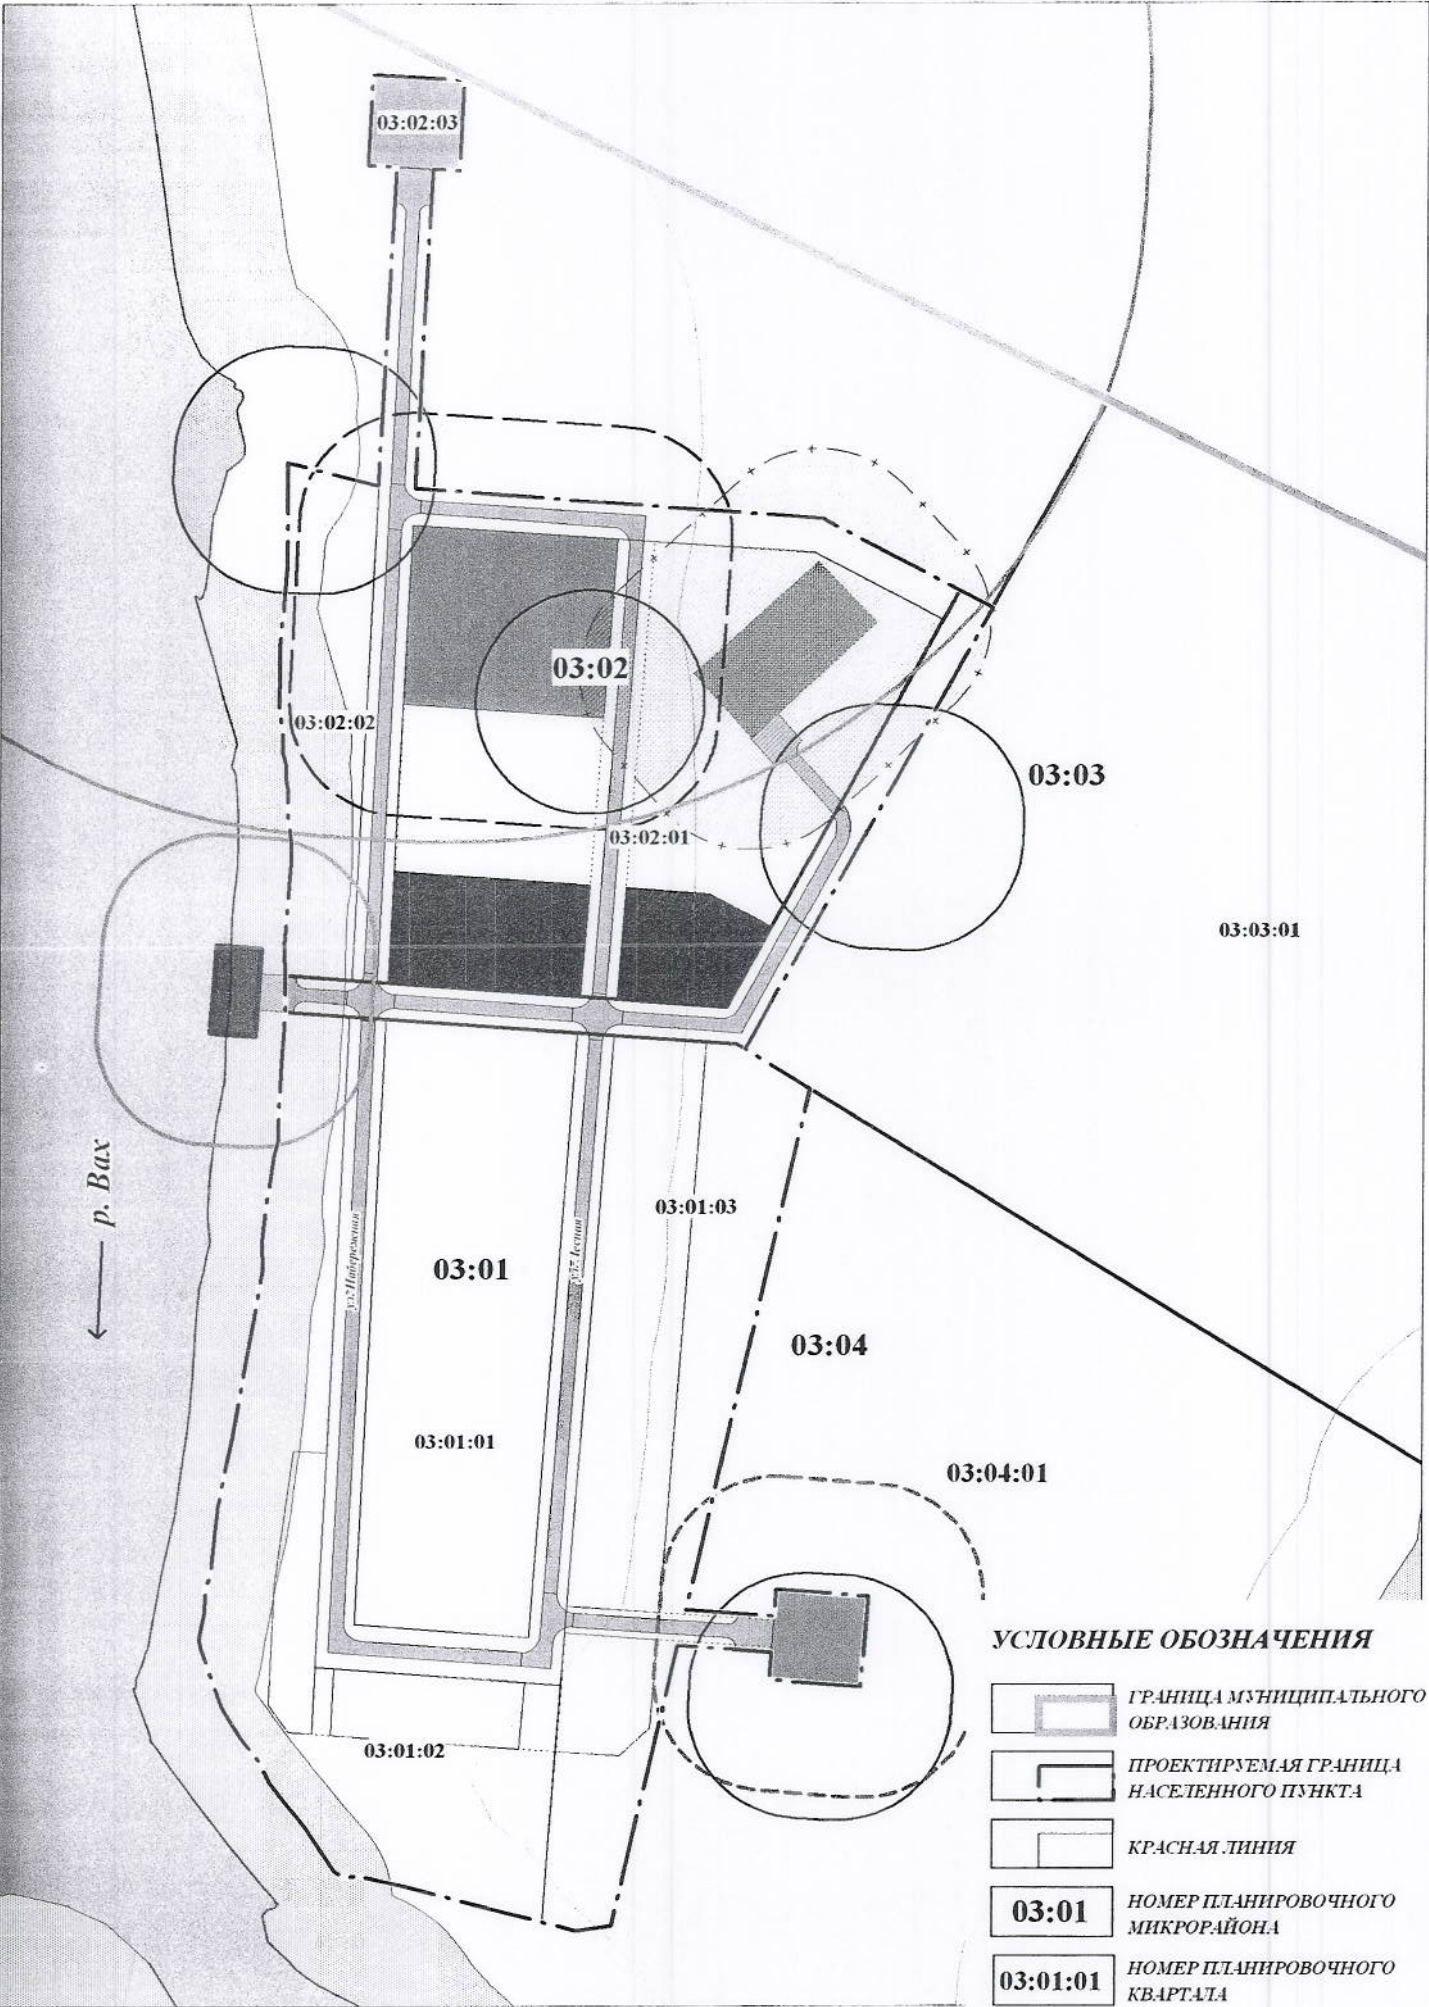 03:02:03
03:02
03:02:02
03:03
03:02:01
03:03:01
р. Вах
03:01:03
ул. Набережная
ул. Лесная
03:01
03:04
03:01:01
03:04:01
03:01:02
УСЛОВНЫЕ ОБОЗНАЧЕНИЯ
ГРАНИЦА МУНИЦИПАЛЬНОГО
ОБРАЗОВАНИЯ
ПРОЕКТИРУЕМАЯ ГРАНИЦА
НАСЕЛЕННОГО ПУНКТА
КРАСНАЯ ЛИНИЯ
03:01
НОМЕР ПЛАНИРОВОЧНОГО
МИКРОРАЙОНА
03:01:01
НОМЕР ПЛАНИРОВОЧНОГО
КВАРТАЛА